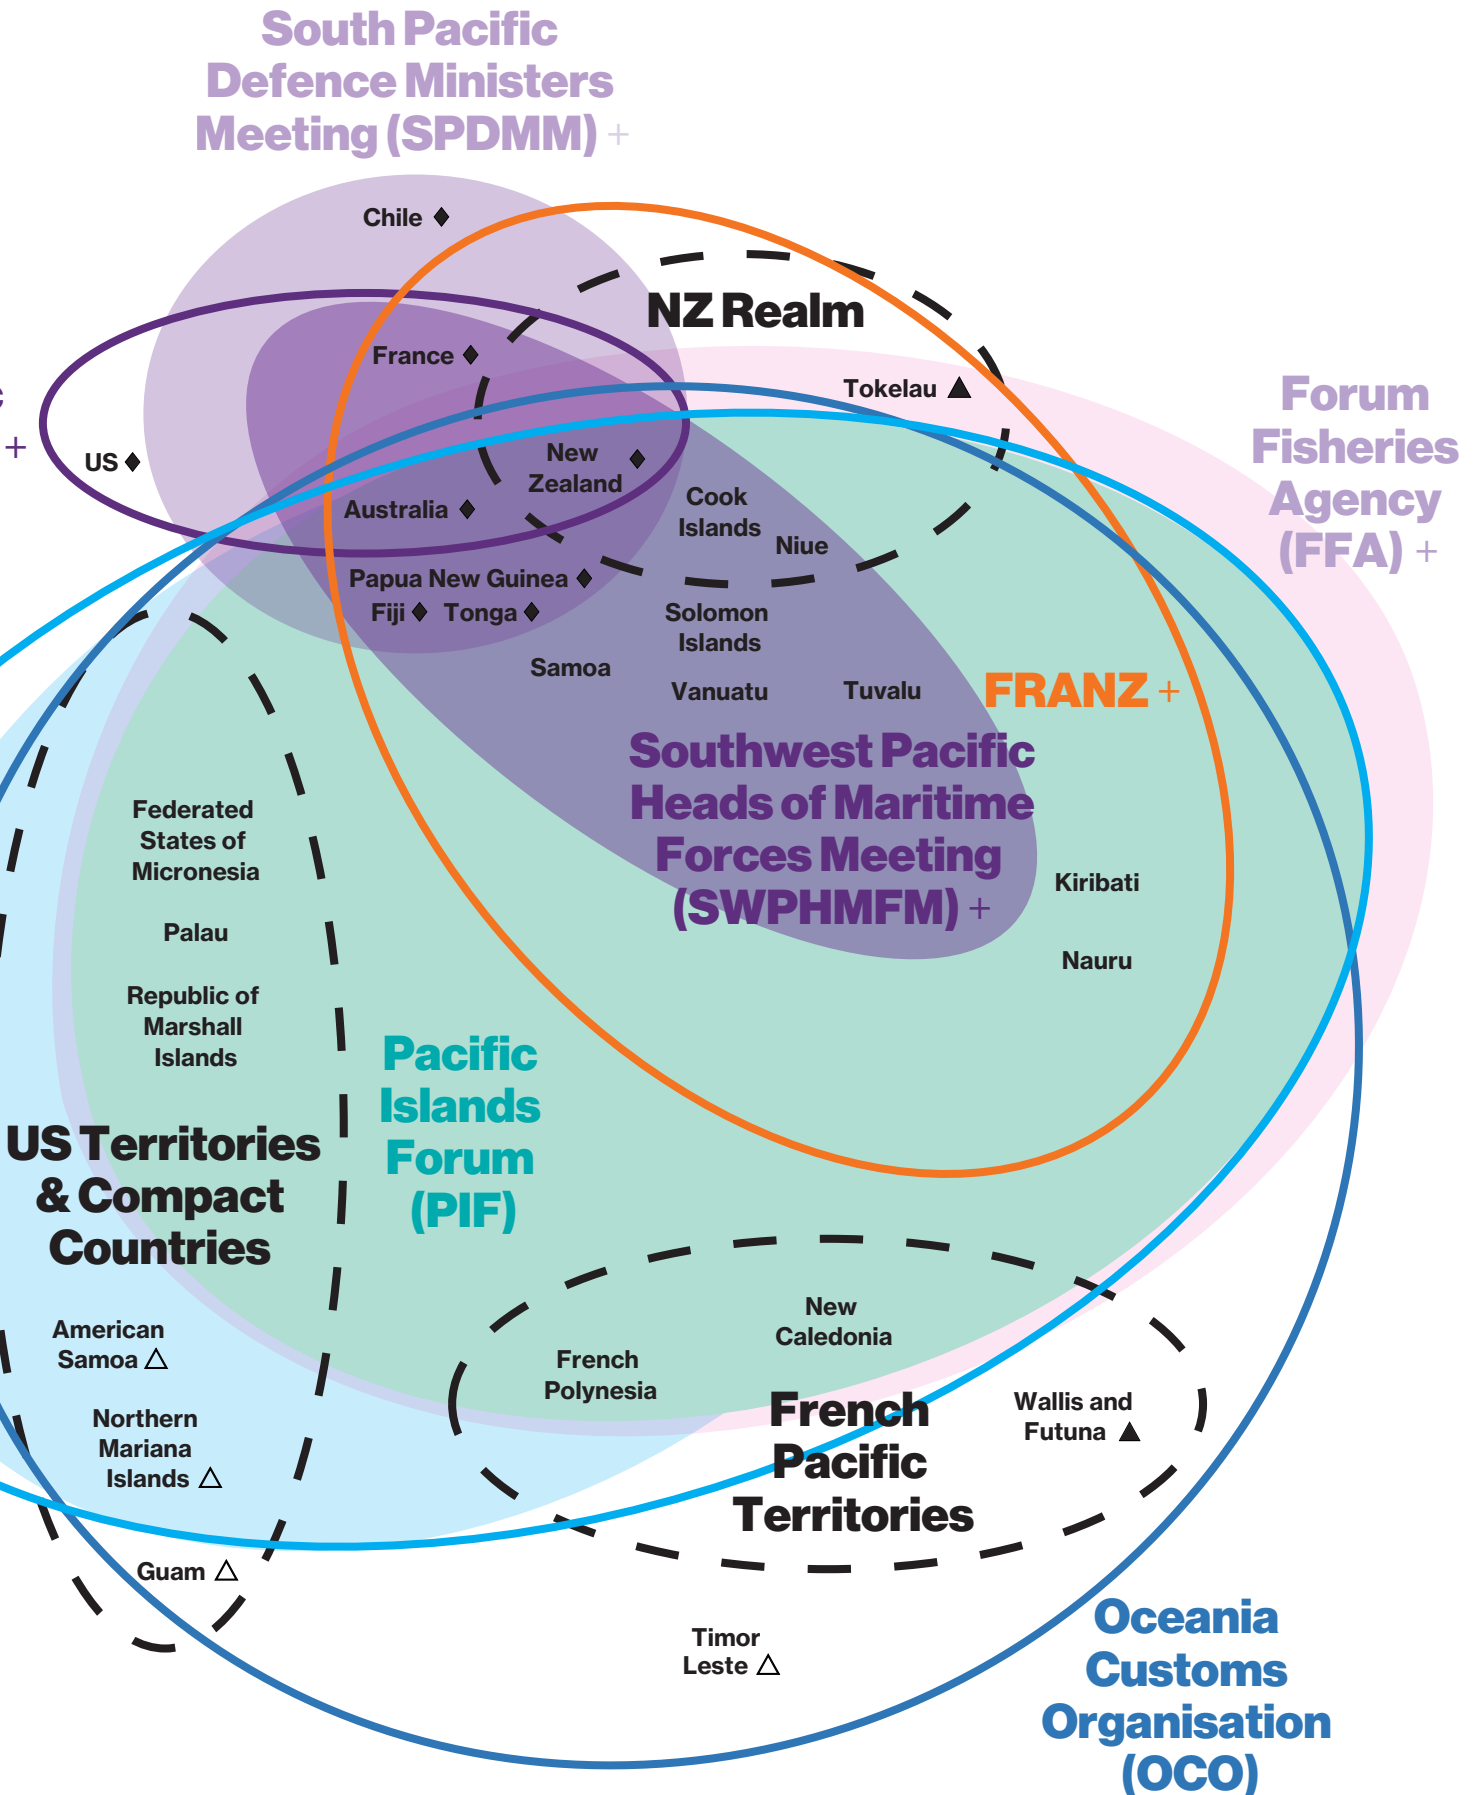 South Pacific
Defence Ministers
Meeting (SPDMM) +
Chile
NZ Realm
France
Tokelau
Forum
Fisheries
Agency
(FFA) +
+
US
New
Zealand
Australia
Cook
Islands
Niue
Papua New Guinea
Fiji
Tonga
Solomon
Islands
Samoa
Vanuatu
Tuvalu
FRANZ +
Southwest Pacific
Heads of Maritime
Forces Meeting
(SWPHMFM) +
Federated
States of
Micronesia
Palau
Republic of
Marshall
Islands
Kiribati
Nauru
Pacific
Islands
Forum
(PIF)
US Territories
& Compact
Countries
American
Samoa
Northern
Mariana
Islands
Guam
New
Caledonia
French
Polynesia
French
Pacific
Territories
Wallis and
Futuna
Timor
Leste
Oceania
Customs
Organisation
(OCO)